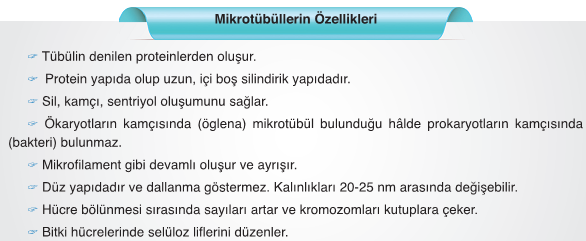 Mikrotübüllerin Özellikleri
☞ Tübülin denilen proteinlerden oluşur.
☞ Protein yapıda olup uzun, içi boş silindirik yapıdadır.
☞ Sil, kamçı, sentriyol oluşumunu sağlar.
☞ Ökaryotların kamçısında (öglena) mikrotübül bulunduğu hâlde prokaryotların kamçısında
(bakteri) bulunmaz.
☞ Mikrofilament gibi devamlı oluşur ve ayrışır.
☞ Düz yapıdadır ve dallanma göstermez. Kalınlıkları 20-25 nm arasında değişebilir.
☞ Hücre bölünmesi sırasında sayıları artar ve kromozomları kutuplara çeker.
☞ Bitki hücrelerinde selüloz liflerini düzenler.